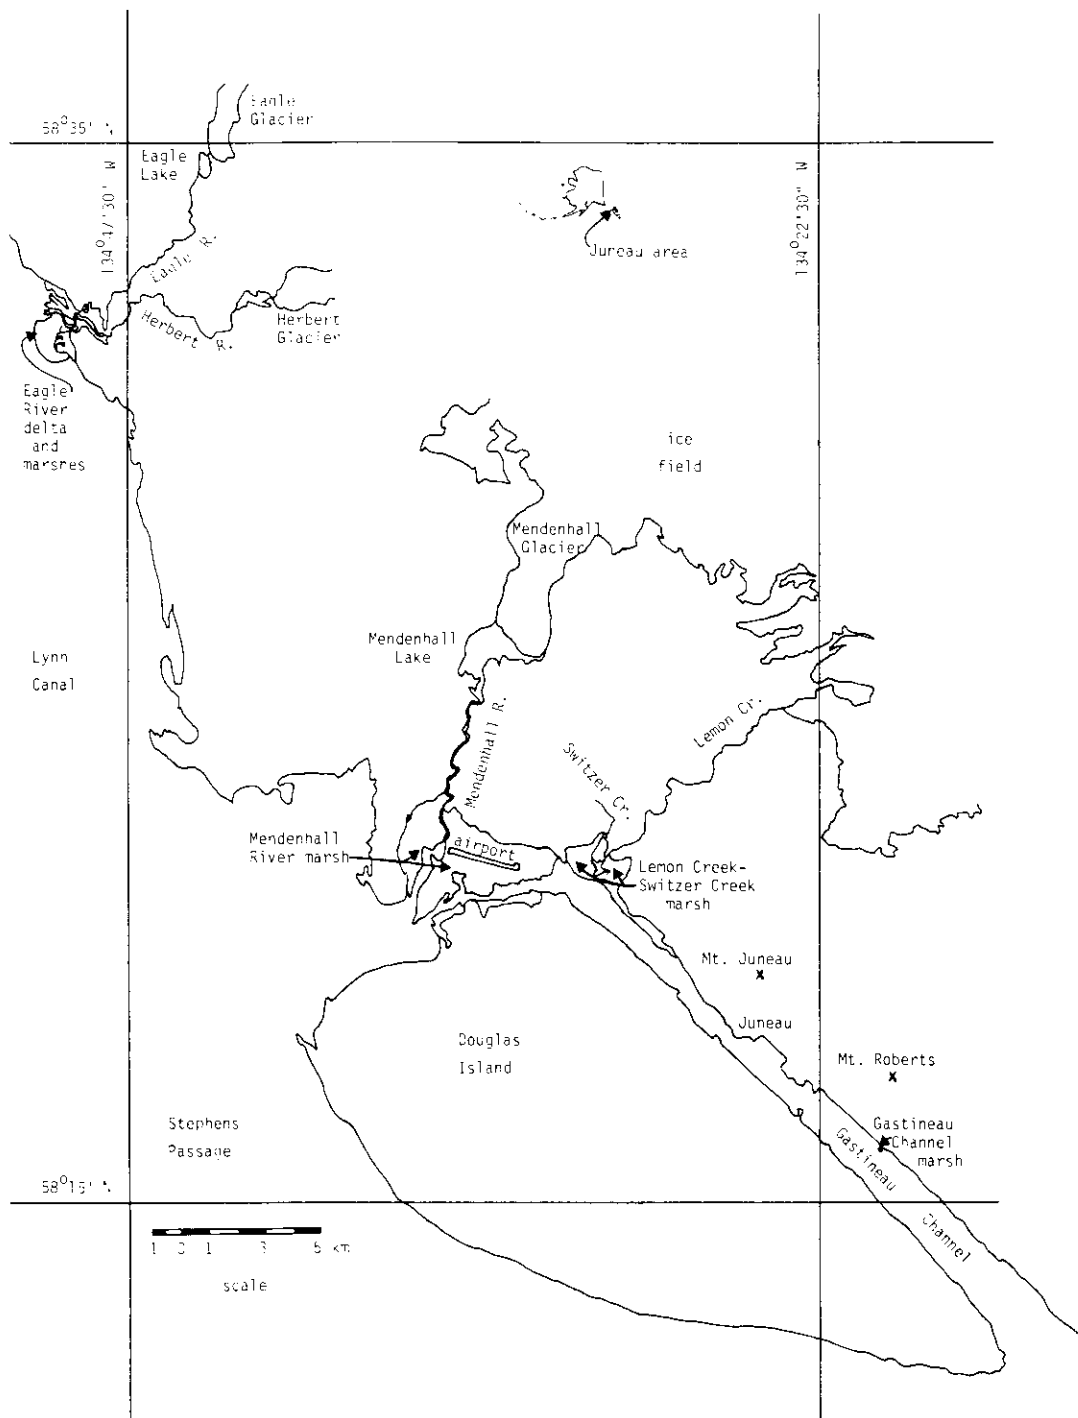 Eagle
Glacier
58°35' N
Eagle
Lake
134°47'30" W
134°22'30" W
Juneau area
Eagle R.
Herbert R.
Herbert
Glacier
Eagle
River
delta
and
marshes
ice
field
Mendenhall
Glacier
Mendenhall
Lake
Lynn
Canal
Mendenhall R.
Lemon Cr.
Switzer Cr.
Mendenhall
River marsh
airport
Lemon Creek-
Switzer Creek
marsh
Mt. Juneau
x
Juneau
Douglas
Island
Mt. Roberts
x
Stephens
Passage
Gastineau
Channel
marsh
Gastineau
Channel
58°15' N
1 0 1 3 5 km
scale